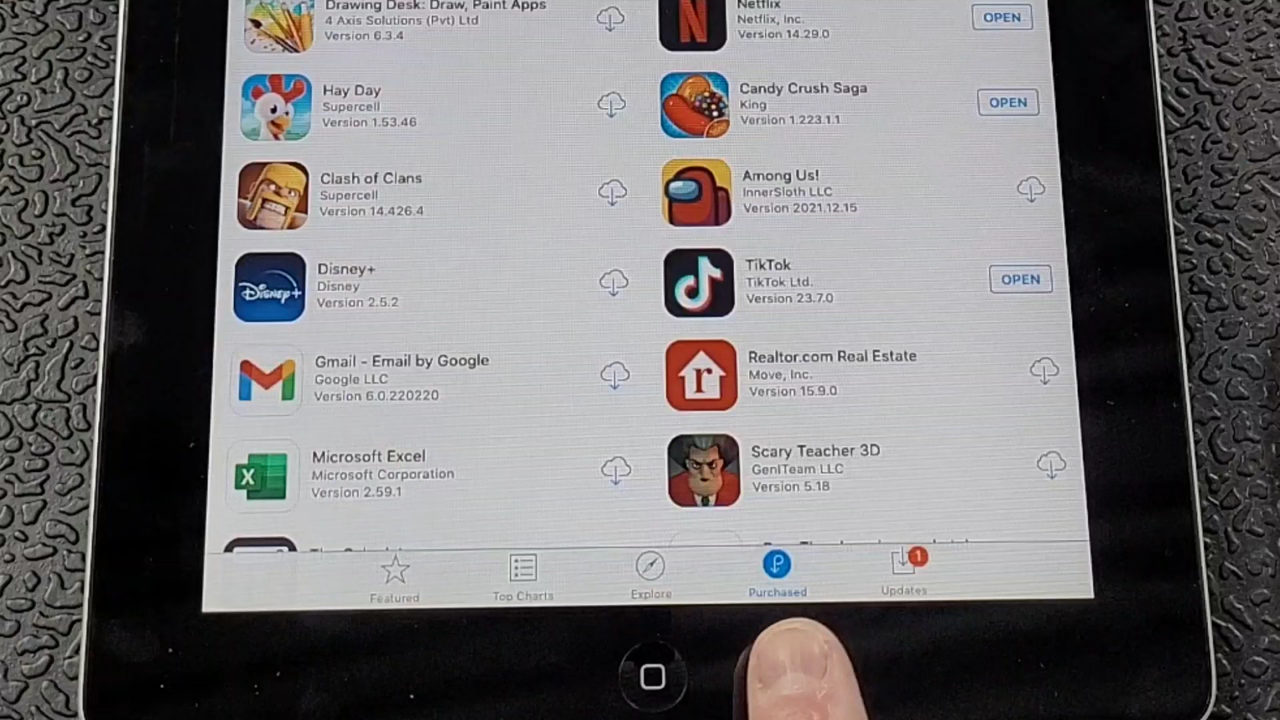 Drawing Desk: Draw, Paint Apps
4 Axis Solutions (Pvt) Ltd
Version 6.3.4
Netflix
Netflix, Inc.
Version 14.29.0
OPEN
Hay Day
Supercell
Version 1.53.46
Candy Crush Saga
King
Version 1.223.1.1
OPEN
Clash of Clans
Supercell
Version 14.426.4
Among Us!
InnerSloth LLC
Version 2021.12.15
Disney+
Disney+
Disney
Version 2.5.2
TikTok
TikTok Ltd.
Version 23.7.0
OPEN
Gmail - Email by Google
Google LLC
Version 6.0.220220
r
Realtor.com Real Estate
Move, Inc.
Version 15.9.0
X
Microsoft Excel
Microsoft Corporation
Version 2.59.1
Scary Teacher 3D
GenITeam LLC
Version 5.18
Featured
Top Charts
Explore
Purchased
1
Updates